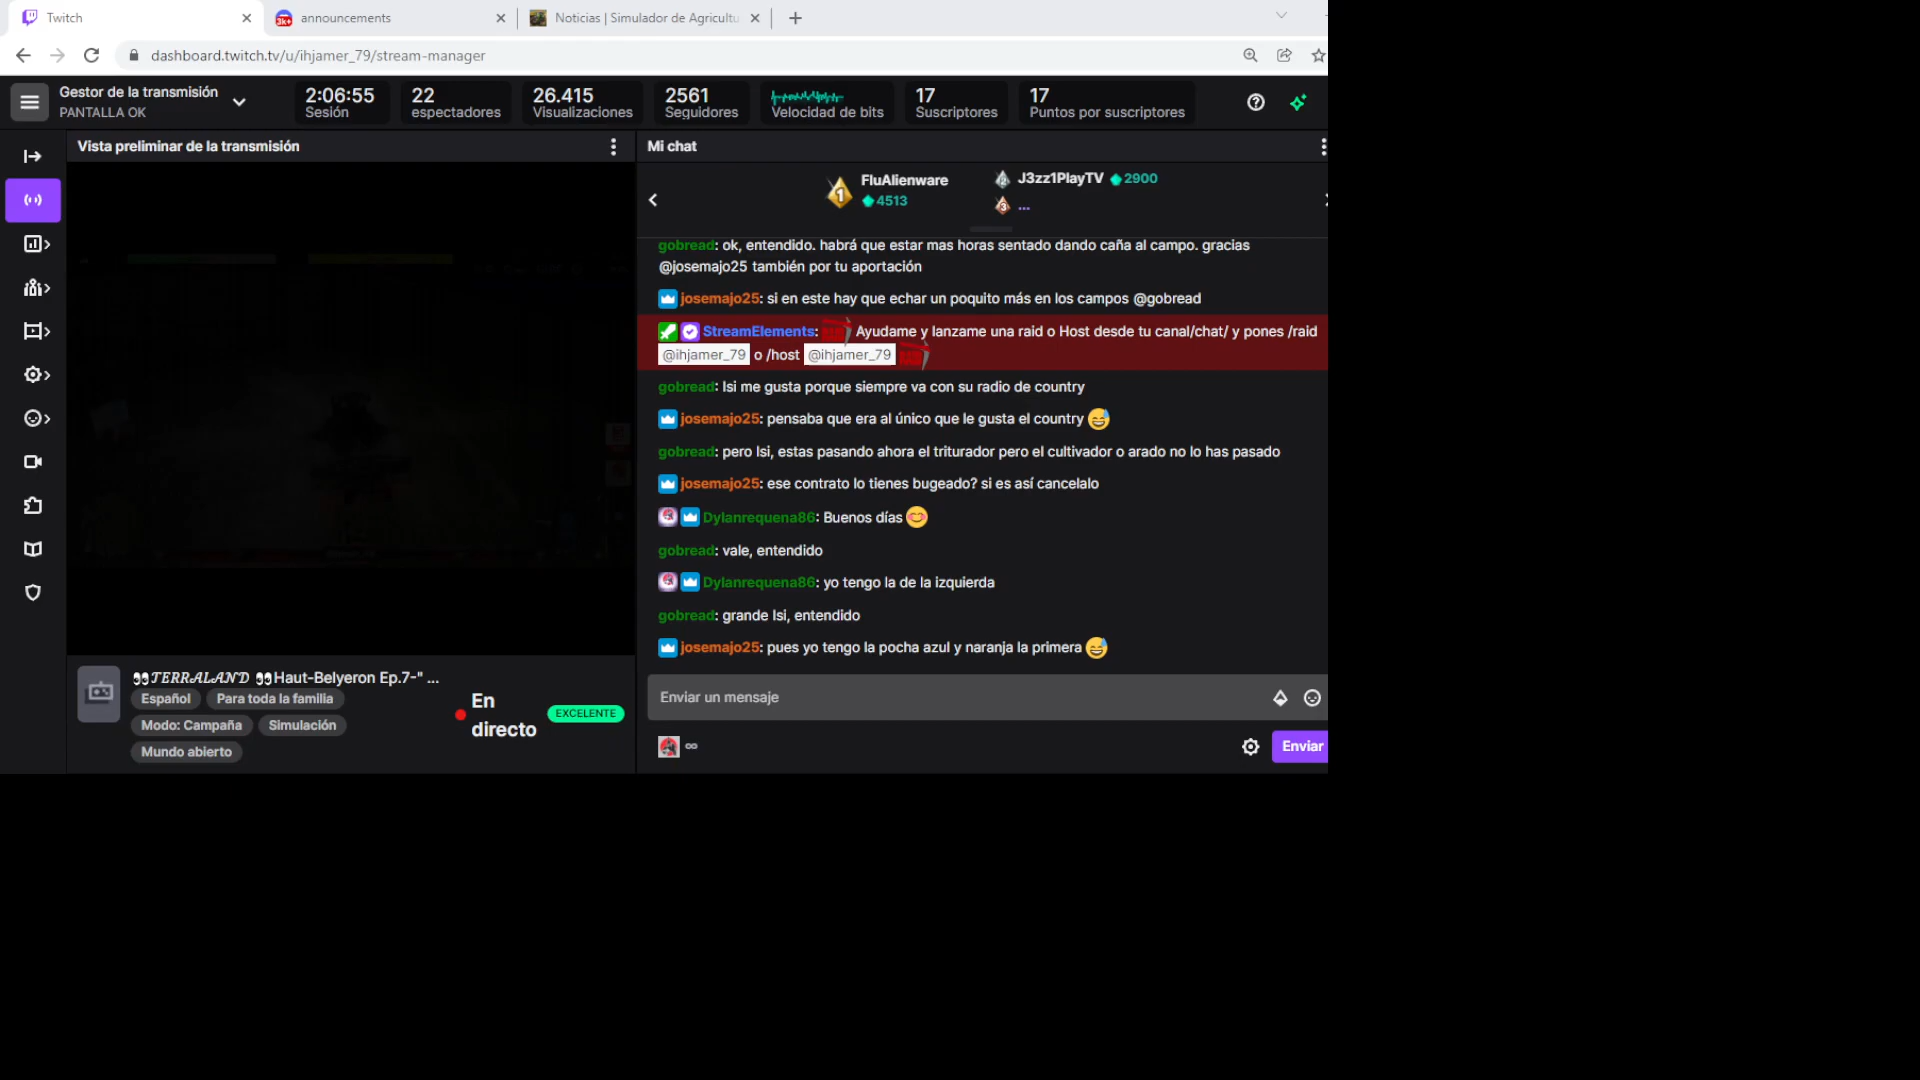 Twitch
announcements
Noticias | Simulador de Agricultu
dashboard.twitch.tv/u/ihjamer_79/stream-manager
Gestor de la transmisión
PANTALLA OK
2:06:55
Sesión
22
espectadores
26.415
Visualizaciones
2561
Seguidores
Velocidad de bits
17
Suscriptores
17
Puntos por suscriptores
Vista preliminar de la transmisión
Mi chat
FluAlienware
4513
J3zz1PlayTV 2900
...
gobread: ok, entendido. habrá que estar mas horas sentado dando caña al campo. gracias
@josemajo25 también por tu aportación
josemajo25: si en este hay que echar un poquito más en los campos @gobread
StreamElements: Ayudame y lanzame una raid o Host desde tu canal/chat/ y pones /raid
@ihjamer_79 o /host @ihjamer_79
gobread: Isi me gusta porque siempre va con su radio de country
josemajo25: pensaba que era al único que le gusta el country 😅
gobread: pero Isi, estas pasando ahora el triturador pero el cultivador o arado no lo has pasado
josemajo25: ese contrato lo tienes bugeado? si es así cancelalo
Dylanrequena86: Buenos días 😊
gobread: vale, entendido
Dylanrequena86: yo tengo la de la izquierda
gobread: grande Isi, entendido
josemajo25: pues yo tengo la pocha azul y naranja la primera 😅
👀𝓣𝓔𝓡𝓡𝓐𝓛𝓐𝓝𝓓 👀Haut-Belyeron Ep.7-" ...
Español Para toda la familia
Modo: Campaña Simulación
Mundo abierto
En
directo
EXCELENTE
Enviar un mensaje
∞
Enviar